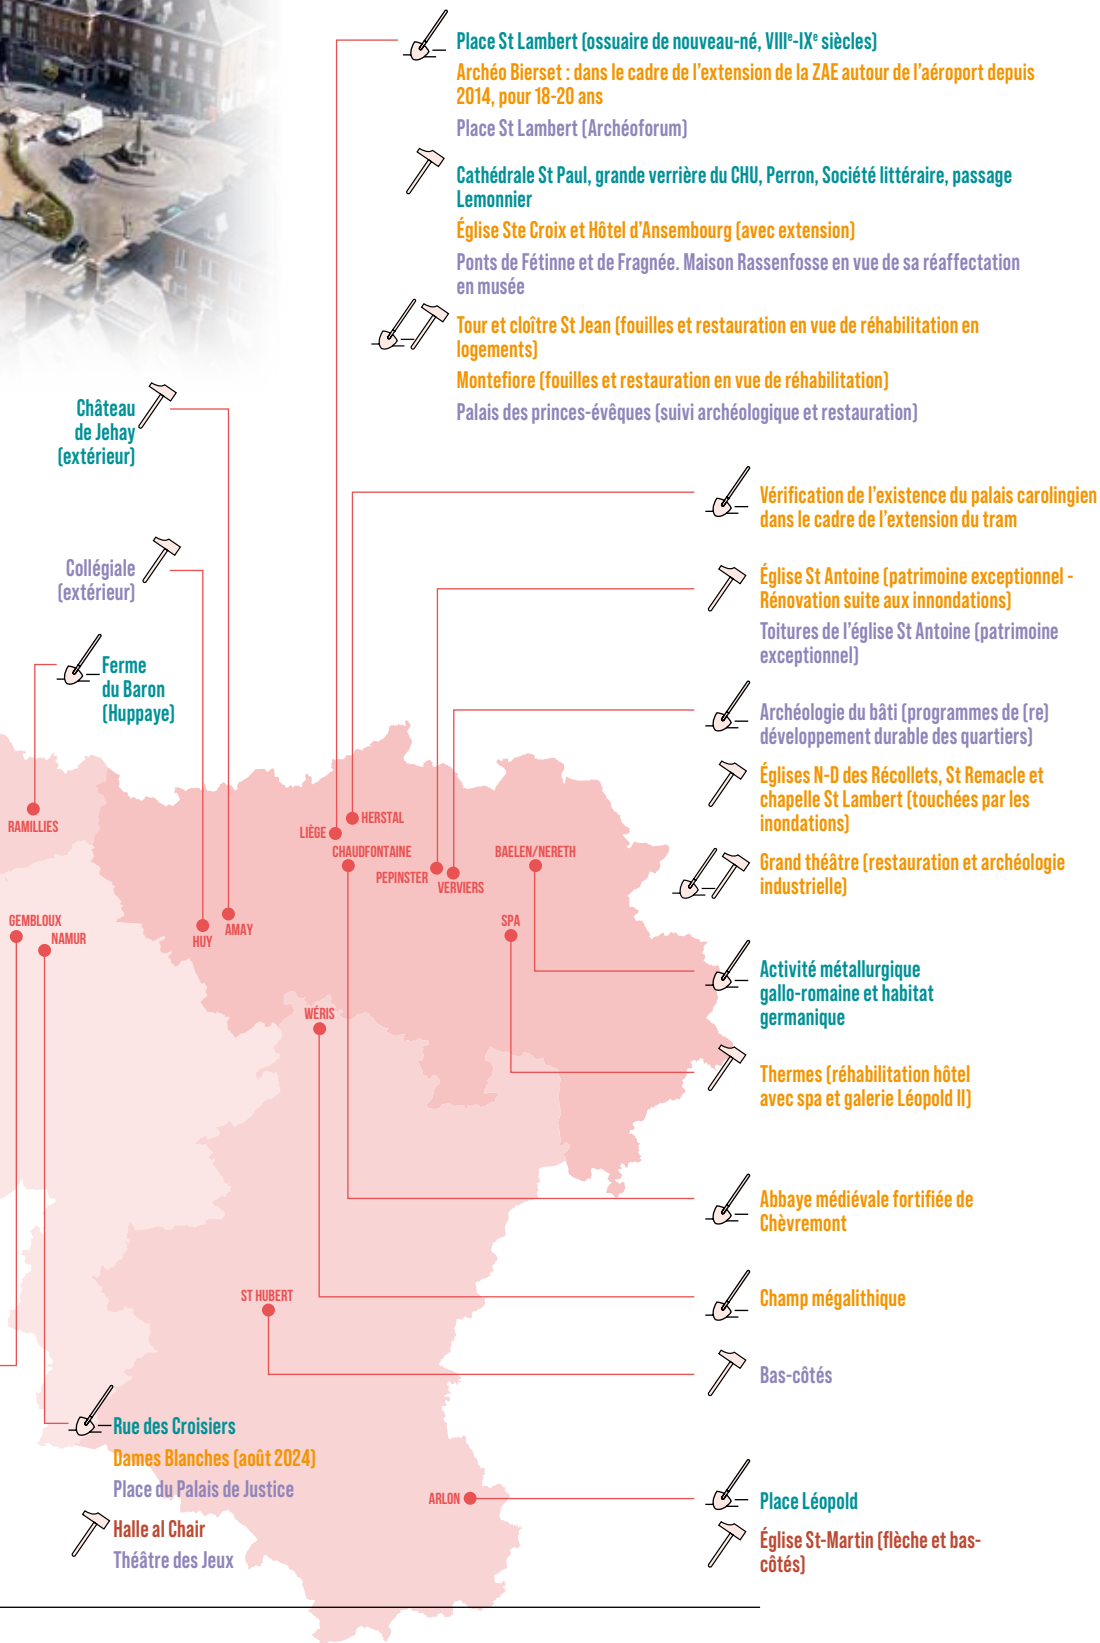 Place St Lambert (ossuaire de nouveau-né, VIIIᵉ-IXᵉ siècles)
Archéo Bierset : dans le cadre de l'extension de la ZAE autour de l'aéroport depuis
2014, pour 18-20 ans
Place St Lambert (Archéoforum)
Cathédrale St Paul, grande verrière du CHU, Perron, Société littéraire, passage
Lemonnier
Église Ste Croix et Hôtel d'Ansembourg (avec extension)
Ponts de Fétinne et de Fragnée. Maison Rassenfosse en vue de sa réaffectation
en musée
Tour et cloître St Jean (fouilles et restauration en vue de réhabilitation en
logements)
Montefiore (fouilles et restauration en vue de réhabilitation)
Palais des princes-évêques (suivi archéologique et restauration)
Château
de Jehay
(extérieur)
Collégiale
(extérieur)
Ferme
du Baron
(Huppaye)
Vérification de l'existence du palais carolingien
dans le cadre de l'extension du tram
Église St Antoine (patrimoine exceptionnel -
Rénovation suite aux innondations)
Toitures de l'église St Antoine (patrimoine
exceptionnel)
Archéologie du bâti (programmes de (re)
développement durable des quartiers)
Églises N-D des Récollets, St Remacle et
chapelle St Lambert (touchées par les
inondations)
Grand théâtre (restauration et archéologie
industrielle)
Activité métallurgique
gallo-romaine et habitat
germanique
Thermes (réhabilitation hôtel
avec spa et galerie Léopold II)
Abbaye médiévale fortifiée de
Chèvremont
Champ mégalithique
Bas-côtés
Place Léopold
Église St-Martin (flèche et bas-
côtés)
RAMILLIES
LIÈGE
HERSTAL
CHAUDFONTAINE
PEPINSTER
VERVIERS
BAELEN/NERETH
SPA
GEMBLOUX
NAMUR
HUY
AMAY
WÉRIS
ST HUBERT
ARLON
Rue des Croisiers
Dames Blanches (août 2024)
Place du Palais de Justice
Halle al Chair
Théâtre des Jeux